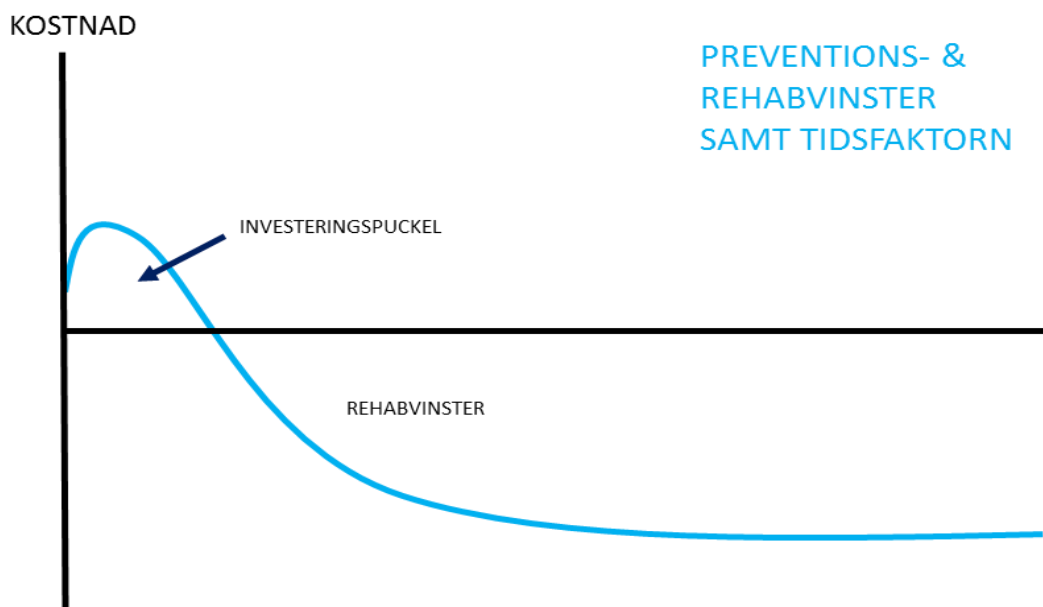 KOSTNAD
PREVENTIONS- &
REHABVINSTER
SAMT TIDSFAKTORN
INVESTERINGSPUCKEL
REHABVINSTER